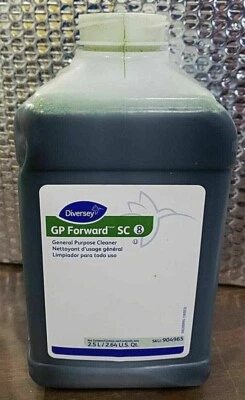 Diversey
GP Forward™ SC 8
General Purpose Cleaner
Nettoyant d'usage général
Limpiador para todo uso
2.5 L / 2.64 U.S. Qt.
SKU 904965